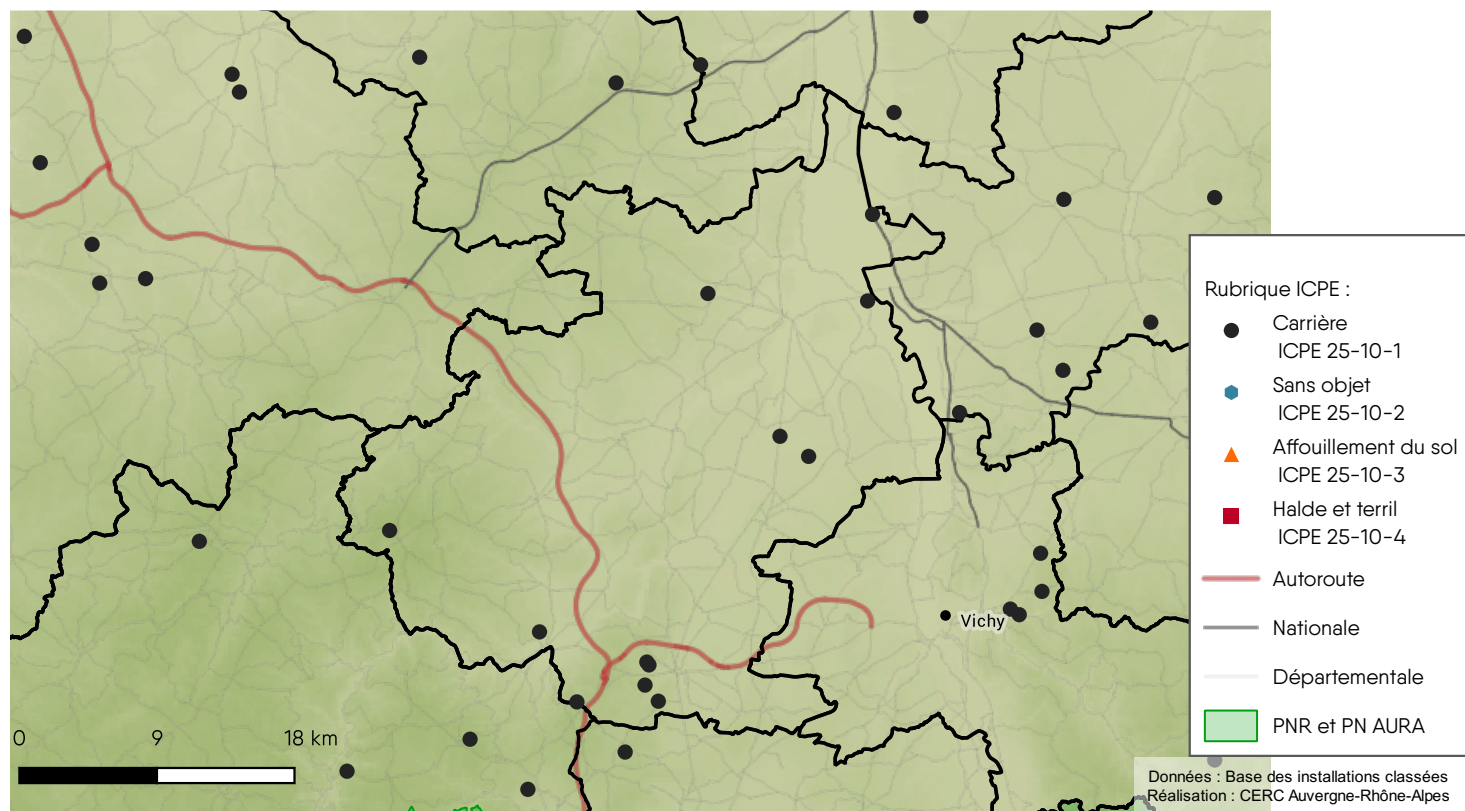 Rubrique ICPE :
Carrière
ICPE 25-10-1
Sans objet
ICPE 25-10-2
Affouillement du sol
ICPE 25-10-3
Halde et terril
ICPE 25-10-4
Autoroute
Nationale
Départementale
PNR et PN AURA
Vichy
0 9 18 km
Données : Base des installations classées
Réalisation : CERC Auvergne-Rhône-Alpes